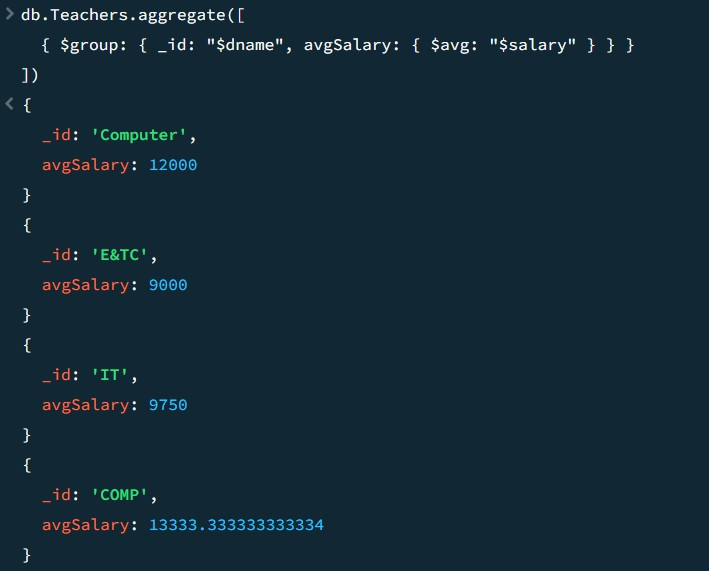 > db.Teachers.aggregate([
{ $group: { _id: "$dname", avgSalary: { $avg: "$salary" } } }
])
< {
_id: 'Computer',
avgSalary: 12000
}
{
_id: 'E&TC',
avgSalary: 9000
}
{
_id: 'IT',
avgSalary: 9750
}
{
_id: 'COMP',
avgSalary: 13333.333333333334
}